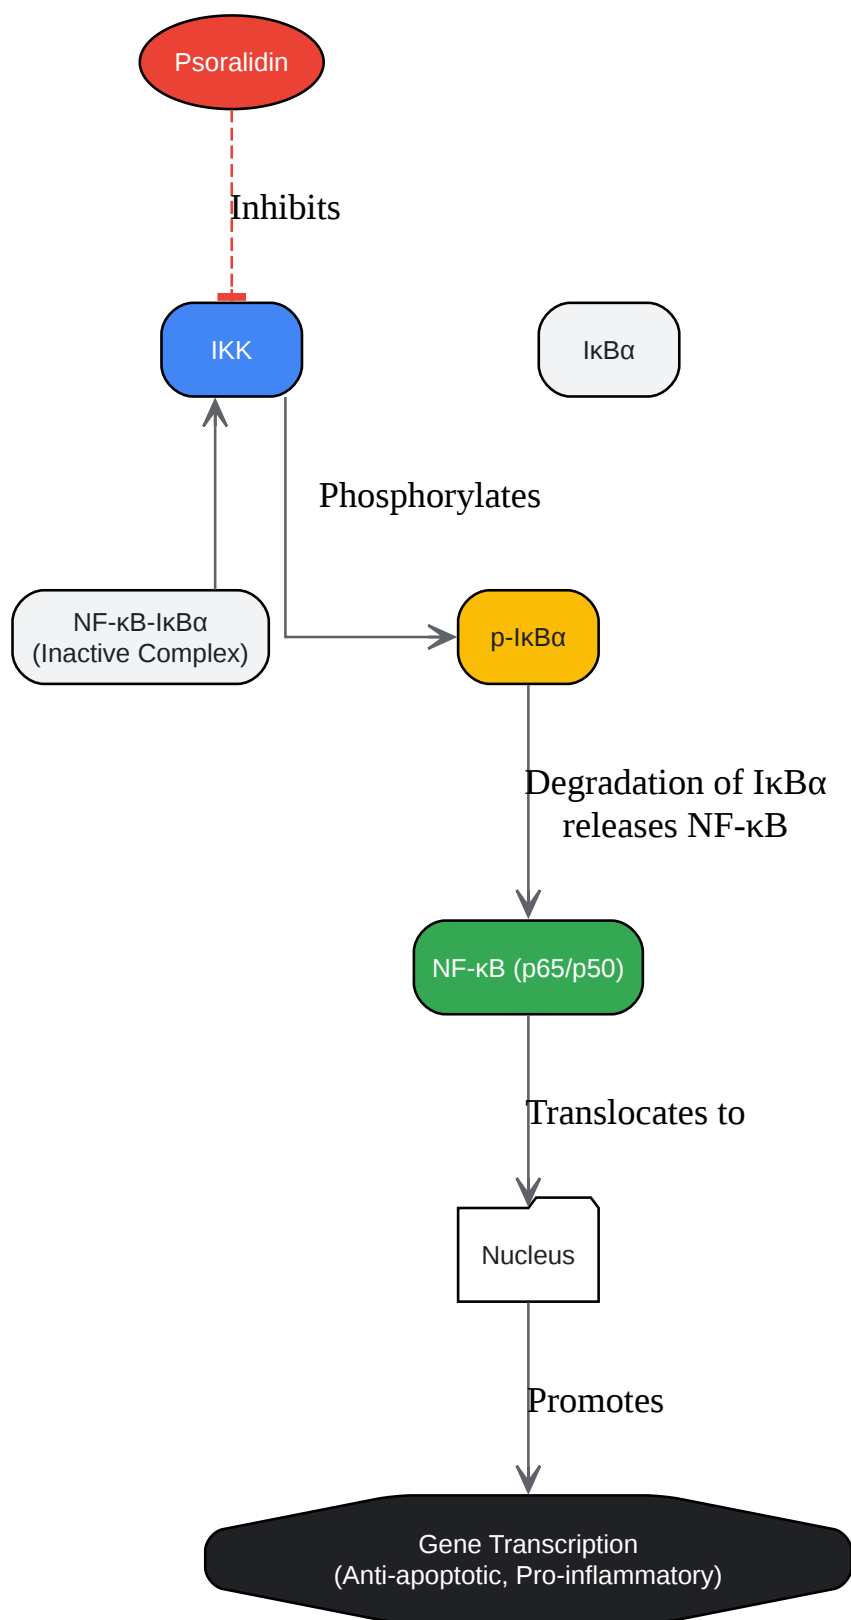 Psoralidin
Inhibits
IKK
IκBα
Phosphorylates
NF-κB-IκBα
(Inactive Complex)
p-IκBα
Degradation of IκBα
releases NF-κB
NF-κB (p65/p50)
Translocates to
Nucleus
Promotes
Gene Transcription
(Anti-apoptotic, Pro-inflammatory)